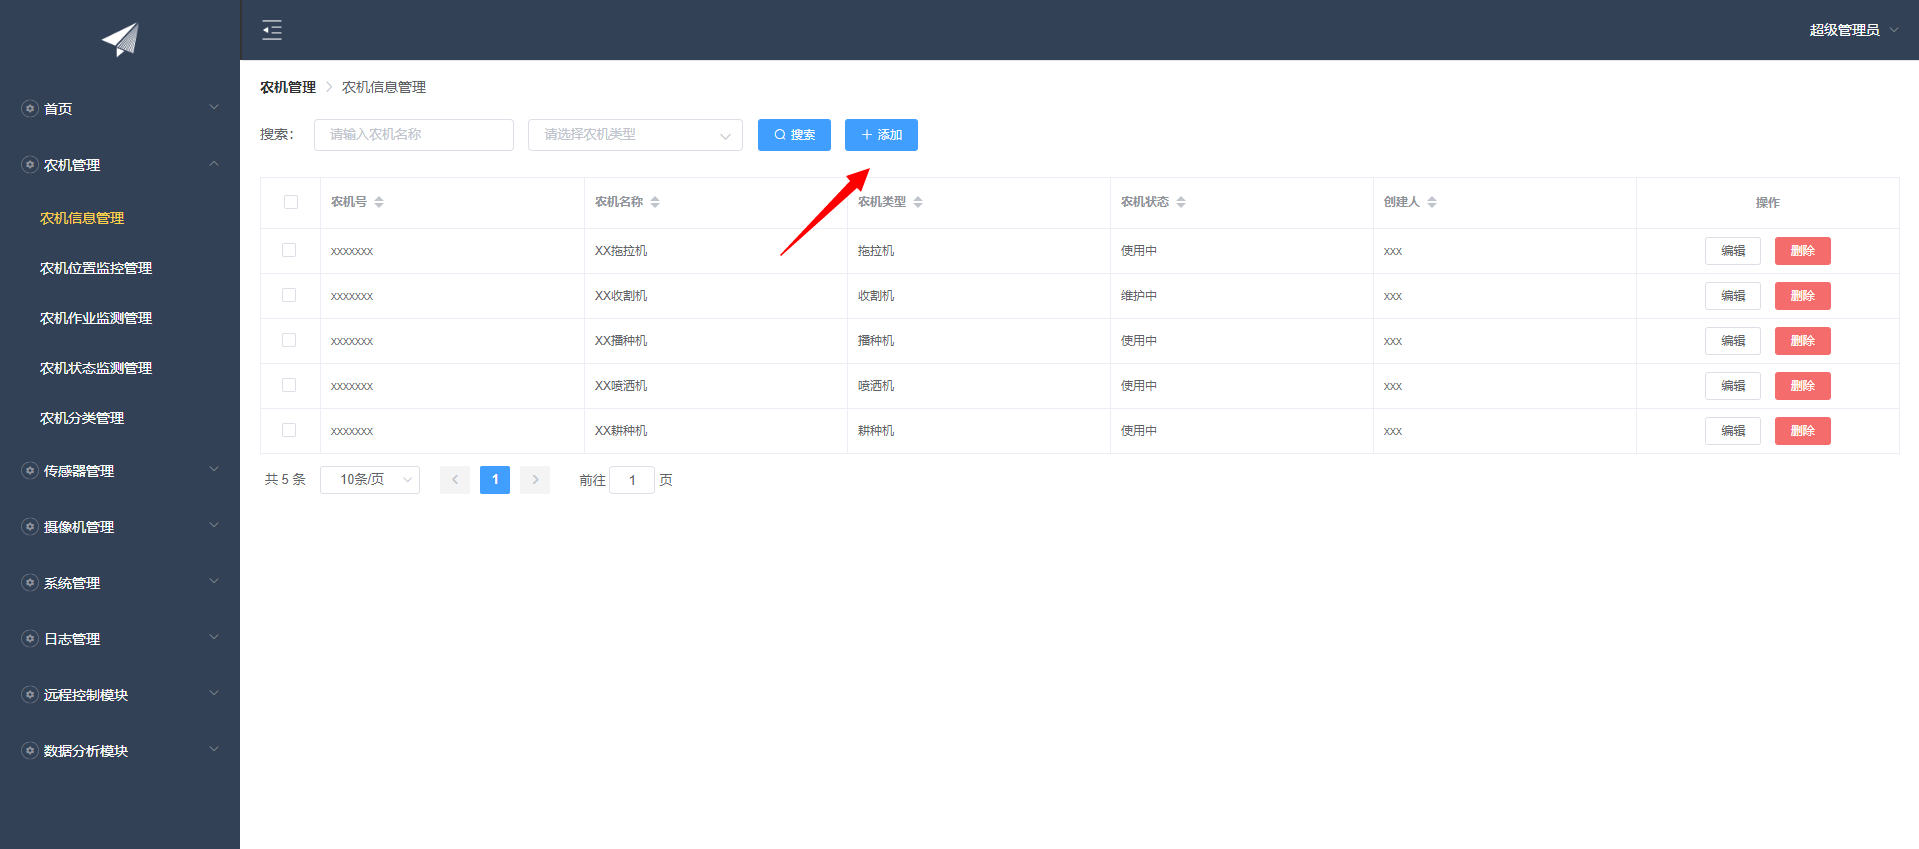 超级管理员
首页
农机管理
农机信息管理
农机位置监控管理
农机作业监测管理
农机状态监测管理
农机分类管理
传感器管理
摄像机管理
系统管理
日志管理
远程控制模块
数据分析模块
农机管理 农机信息管理
搜索： 请输入农机名称 请选择农机类型 搜索 添加
农机号 农机名称 农机类型 农机状态 创建人 操作
xxxxxxx XX拖拉机 拖拉机 使用中 xxx 编辑 删除
xxxxxxx XX收割机 收割机 维护中 xxx 编辑 删除
xxxxxxx XX播种机 播种机 使用中 xxx 编辑 删除
xxxxxxx XX喷洒机 喷洒机 使用中 xxx 编辑 删除
xxxxxxx XX耕种机 耕种机 使用中 xxx 编辑 删除
共 5 条 10条/页 1 前往 1 页